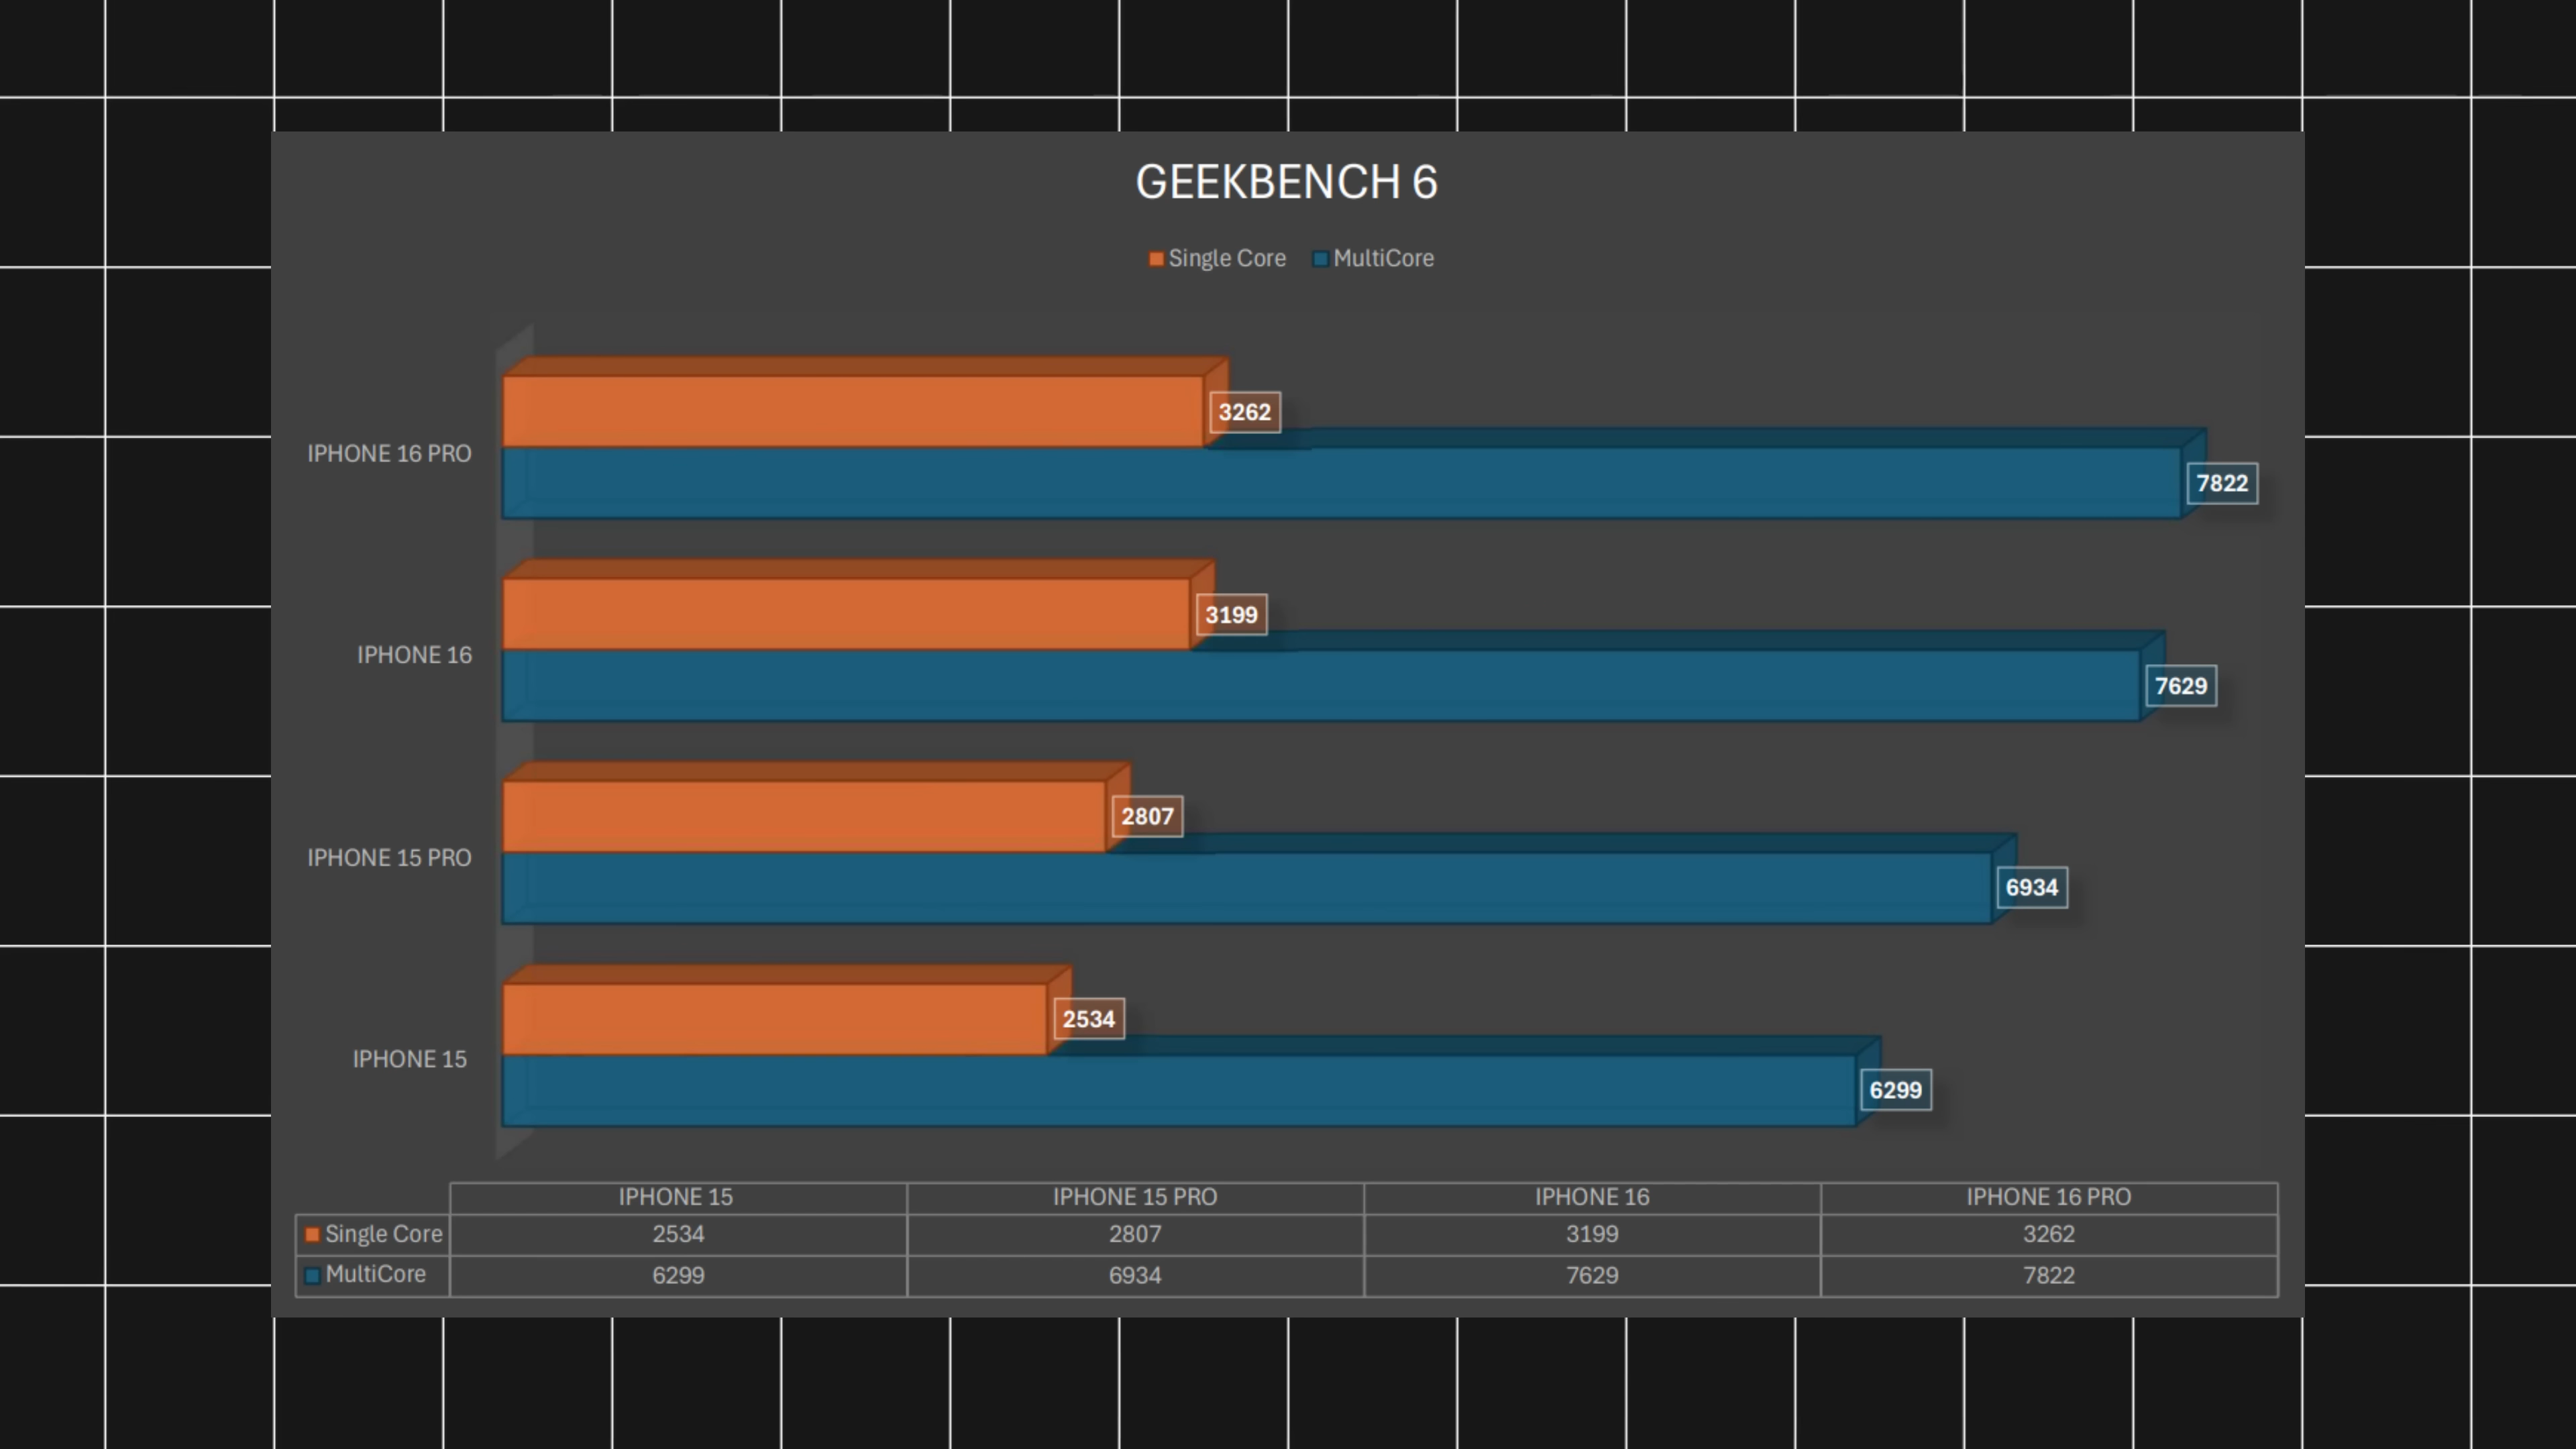 GEEKBENCH 6
Single Core MultiCore
3262
IPHONE 16 PRO
7822
3199
IPHONE 16
7629
2807
IPHONE 15 PRO
6934
2534
IPHONE 15
6299
IPHONE 15 IPHONE 15 PRO IPHONE 16 IPHONE 16 PRO
Single Core 2534 2807 3199 3262
MultiCore 6299 6934 7629 7822